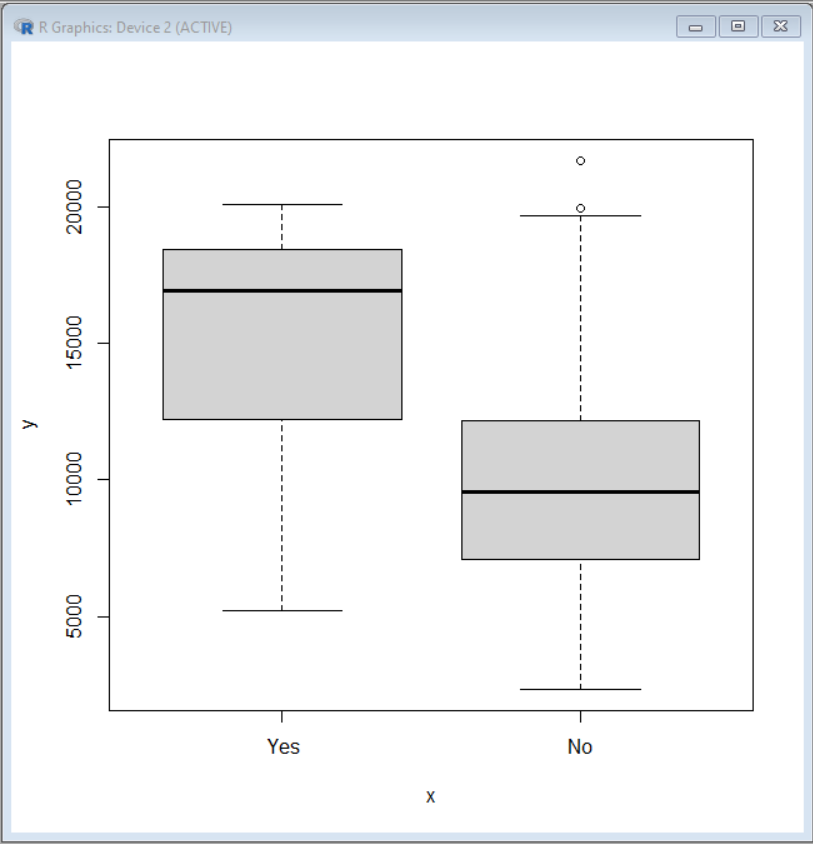 R Graphics: Device 2 (ACTIVE)
20000
15000
y
10000
5000
Yes No
x